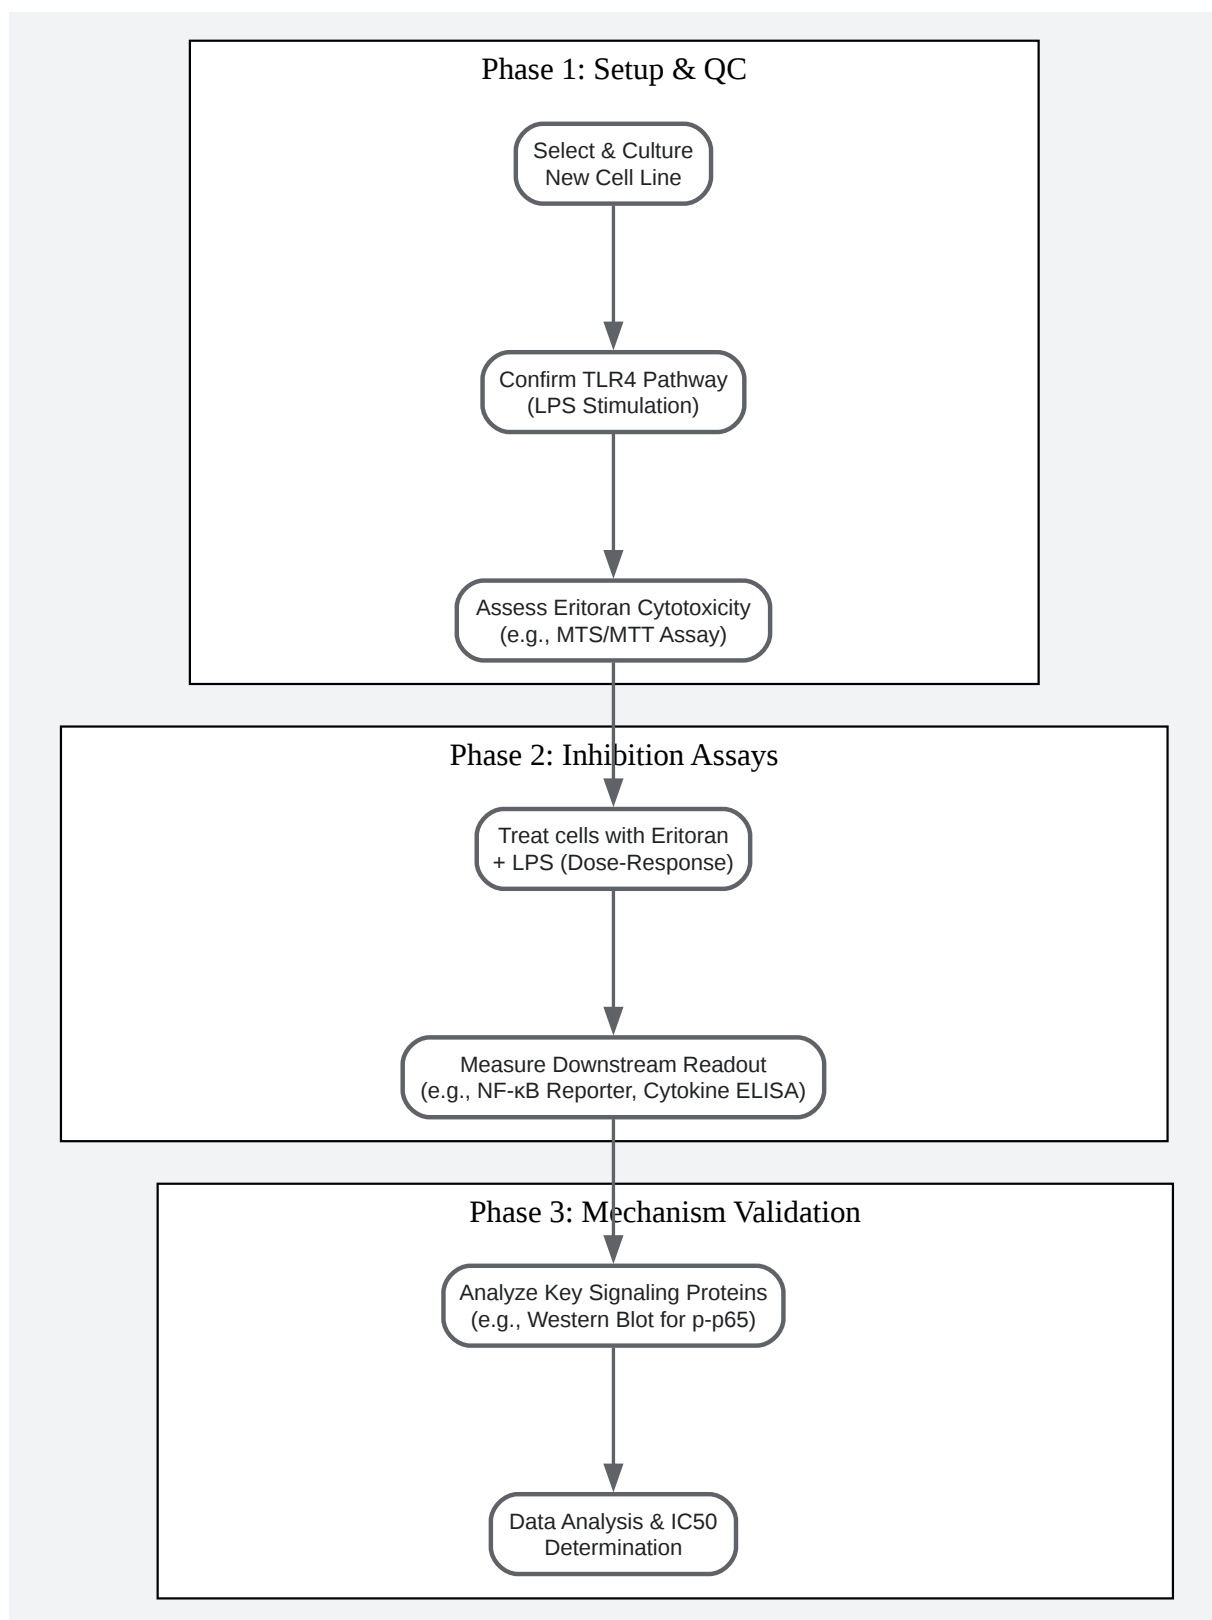 Phase 1: Setup & QC
Select & Culture
New Cell Line
Confirm TLR4 Pathway
(LPS Stimulation)
Assess Eritoran Cytotoxicity
(e.g., MTS/MTT Assay)
Phase 2: Inhibition Assays
Treat cells with Eritoran
+ LPS (Dose-Response)
Measure Downstream Readout
(e.g., NF-κB Reporter, Cytokine ELISA)
Phase 3: Mechanism Validation
Analyze Key Signaling Proteins
(e.g., Western Blot for p-p65)
Data Analysis & IC50
Determination